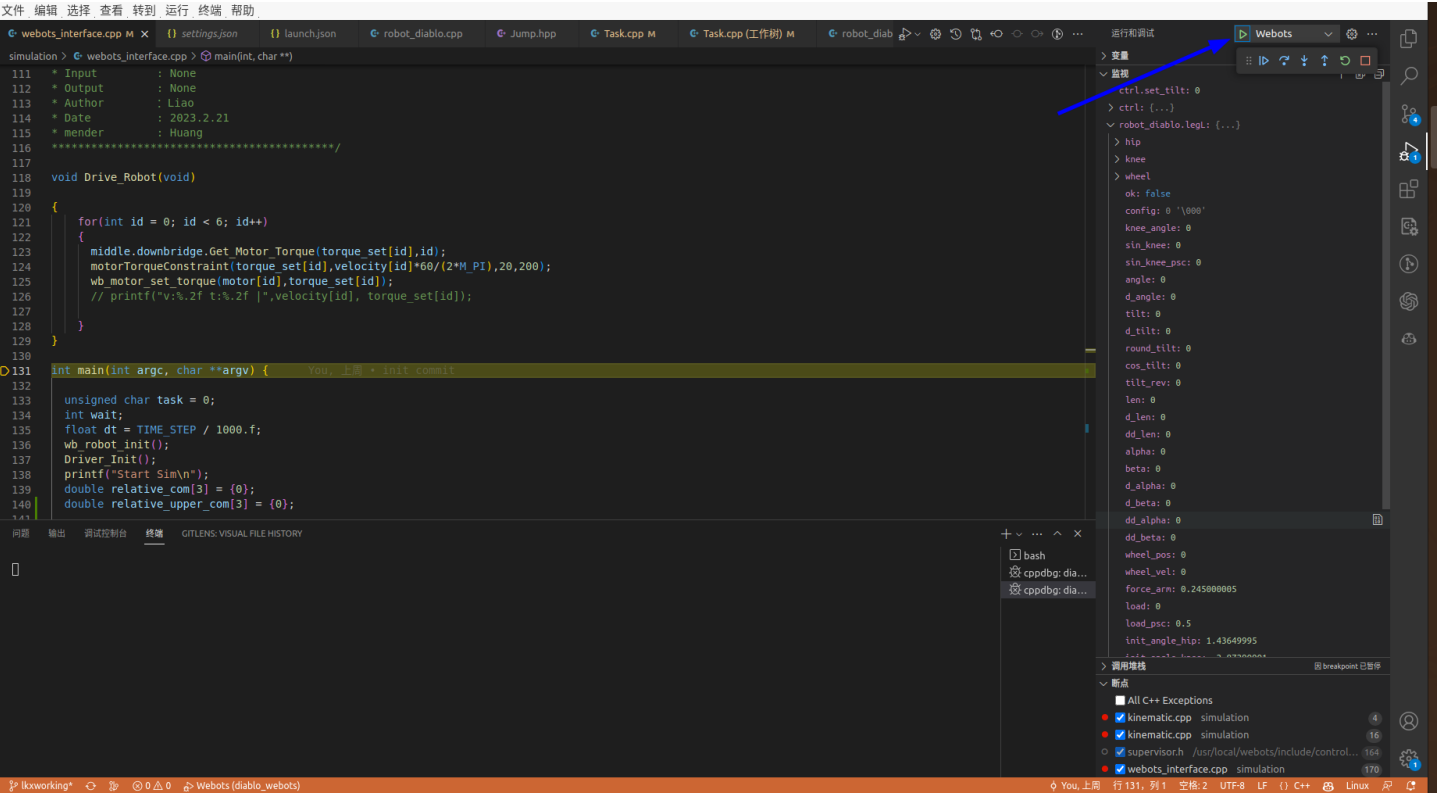 文件 编辑 选择 查看 转到 运行 终端 帮助
webots_interface.cpp M settings.json launch.json robot_diablo.cpp Jump.hpp Task.cpp M Task.cpp (工作树) M robot_diab
simulation > webots_interface.cpp > main(int, char **)
111 * Input : None
112 * Output : None
113 * Author : Liao
114 * Date : 2023.2.21
115 * mender : Huang
116 *******************************************/
117
118 void Drive_Robot(void)
119
120 {
121 for(int id = 0; id < 6; id++)
122 {
123 middle.downbridge.Get_Motor_Torque(torque_set[id],id);
124 motorTorqueConstraint(torque_set[id],velocity[id]*60/(2*M_PI),20,200);
125 wb_motor_set_torque(motor[id],torque_set[id]);
126 // printf("v:%.2f t:%.2f |",velocity[id], torque_set[id]);
127
128 }
129 }
130
131 int main(int argc, char **argv) { You, 上周 • init commit
132
133 unsigned char task = 0;
134 int wait;
135 float dt = TIME_STEP / 1000.f;
136 wb_robot_init();
137 Driver_Init();
138 printf("Start Sim\n");
139 double relative_com[3] = {0};
140 double relative_upper_com[3] = {0};
141
问题 输出 调试控制台 终端 GITLENS: VISUAL FILE HISTORY
bash
cppdbg: dia...
cppdbg: dia...
运行和调试 Webots
变量
监视
ctrl.set_tilt: 0
ctrl: {...}
robot_diablo.legL: {...}
hip
knee
wheel
ok: false
config: 0 '\000'
knee_angle: 0
sin_knee: 0
sin_knee_psc: 0
angle: 0
d_angle: 0
tilt: 0
d_tilt: 0
round_tilt: 0
cos_tilt: 0
tilt_rev: 0
len: 0
d_len: 0
dd_len: 0
alpha: 0
beta: 0
d_alpha: 0
d_beta: 0
dd_alpha: 0
dd_beta: 0
wheel_pos: 0
wheel_vel: 0
force_arm: 0.245000005
load: 0
load_psc: 0.5
init_angle_hip: 1.43649995
调用堆栈 因 breakpoint 已暂停
断点
All C++ Exceptions
kinematic.cpp simulation 4
kinematic.cpp simulation 16
supervisor.h /usr/local/webots/include/control... 164
webots_interface.cpp simulation 170
4
1
1
lkxworking* 0 0 Webots (diablo_webots) You, 上周 行 131，列 1 空格: 2 UTF-8 LF {} C++ Linux